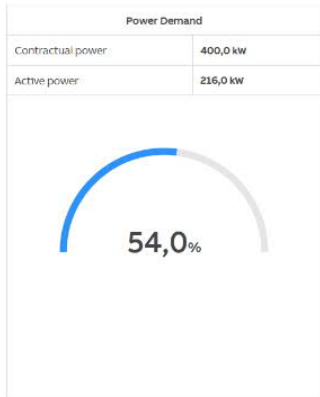 Power Demand
Contractual power 400,0 kW
Active power 216,0 kW
54,0%